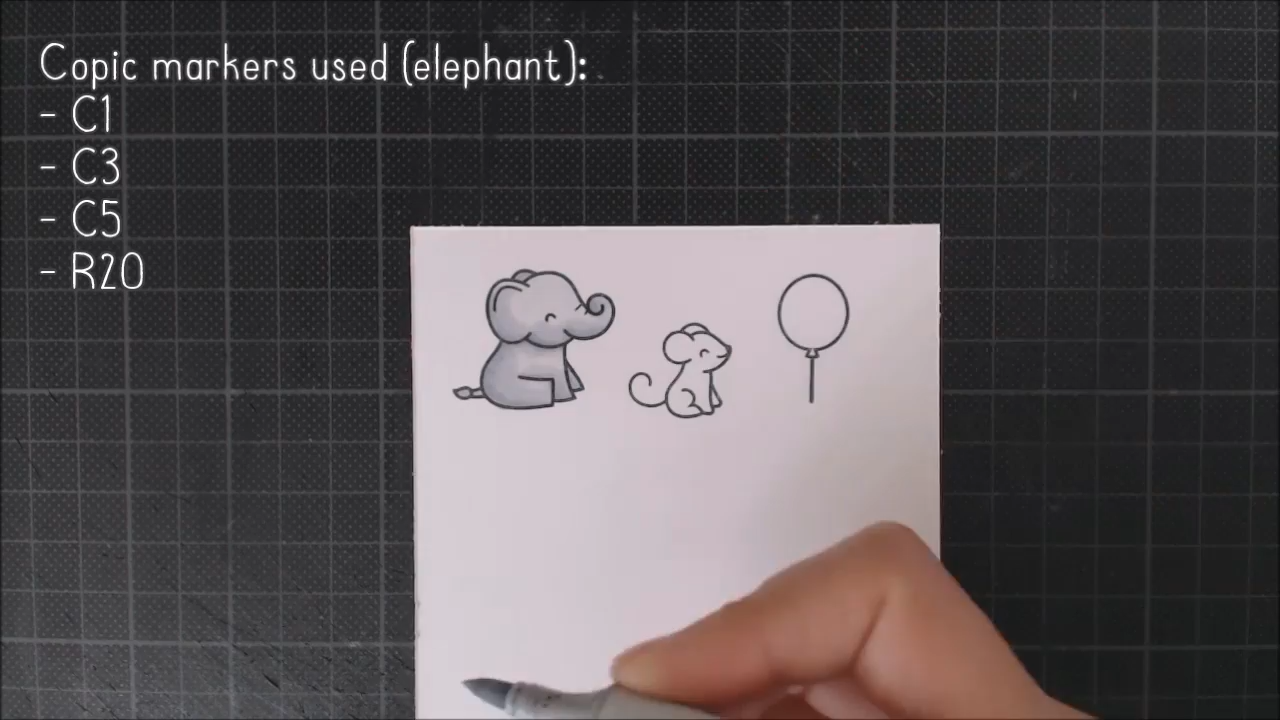 Copic markers used (elephant):
- C1
- C3
- C5
- R20